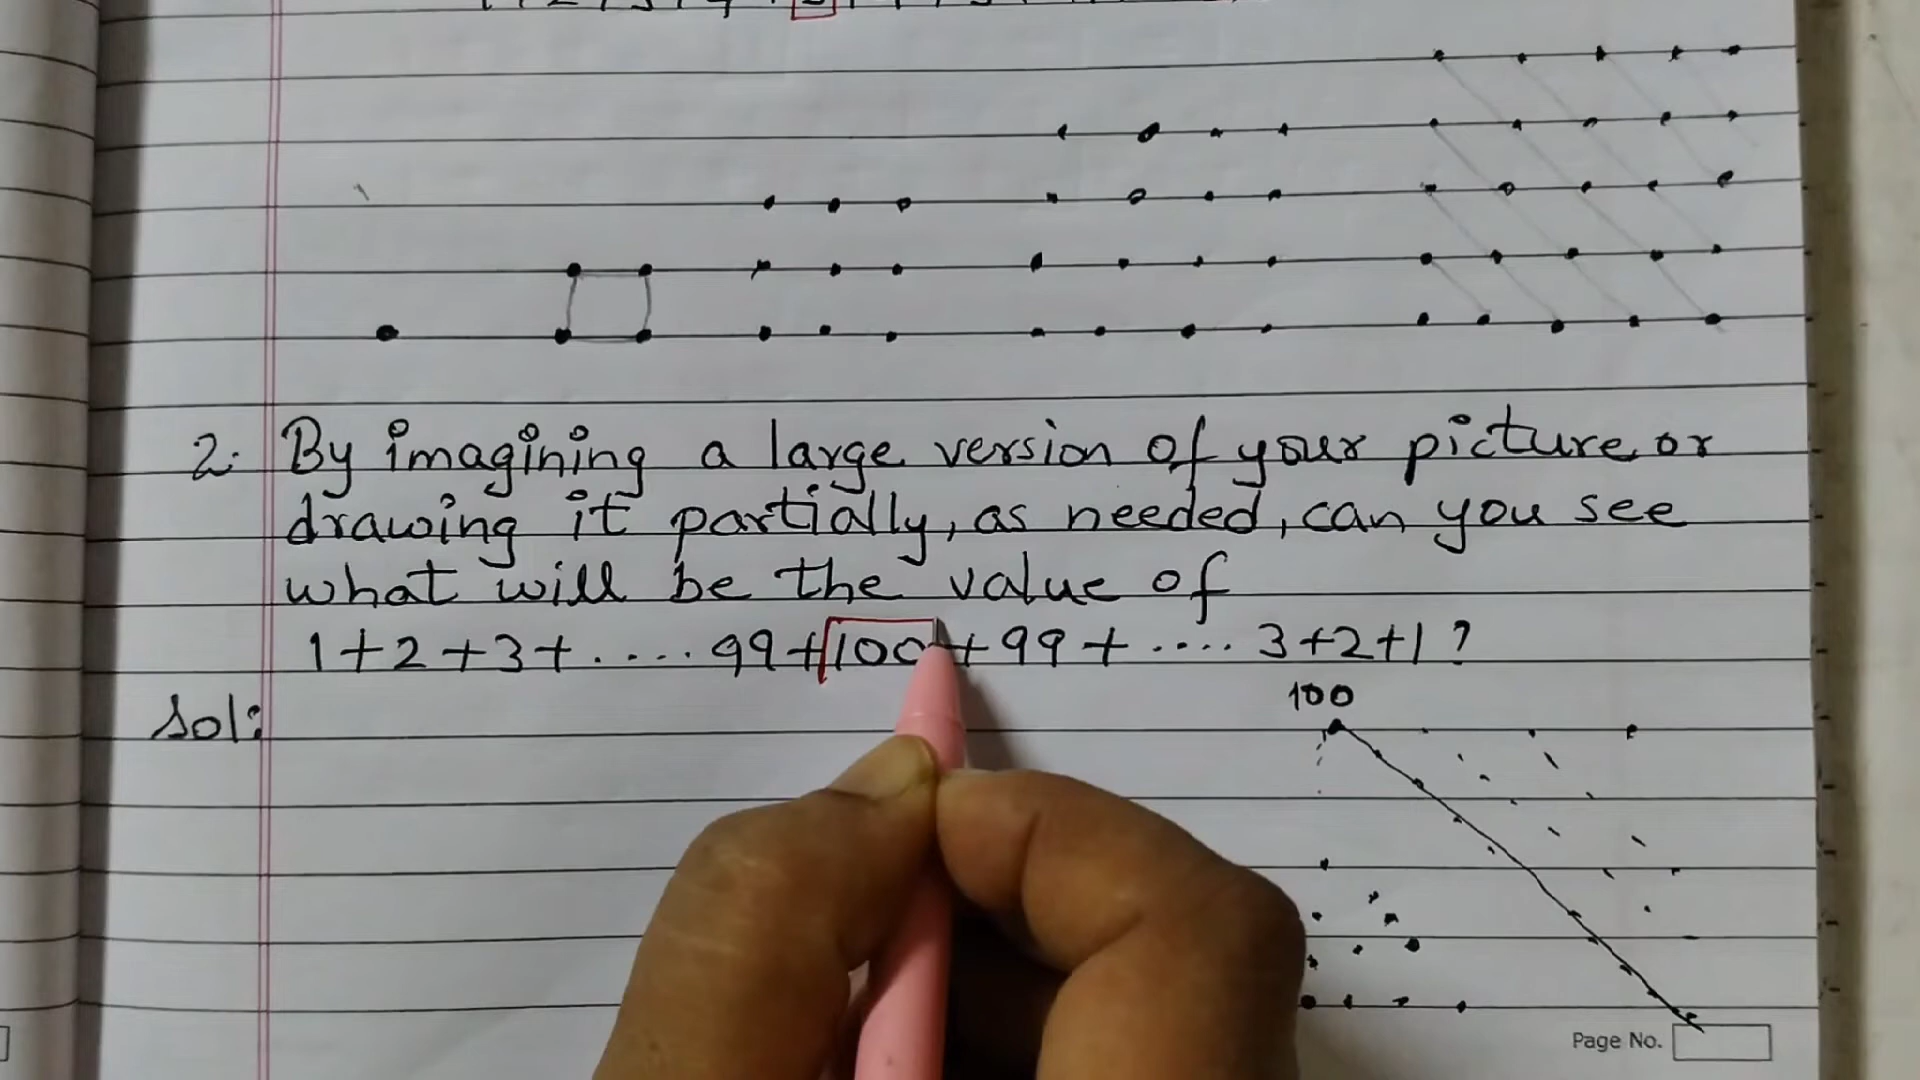 2. By imagining a large version of your picture or
drawing it partially, as needed, can you see
what will be the value of
1+2+3+.....99+100+99+.....3+2+1?
Sol:
100
Page No.